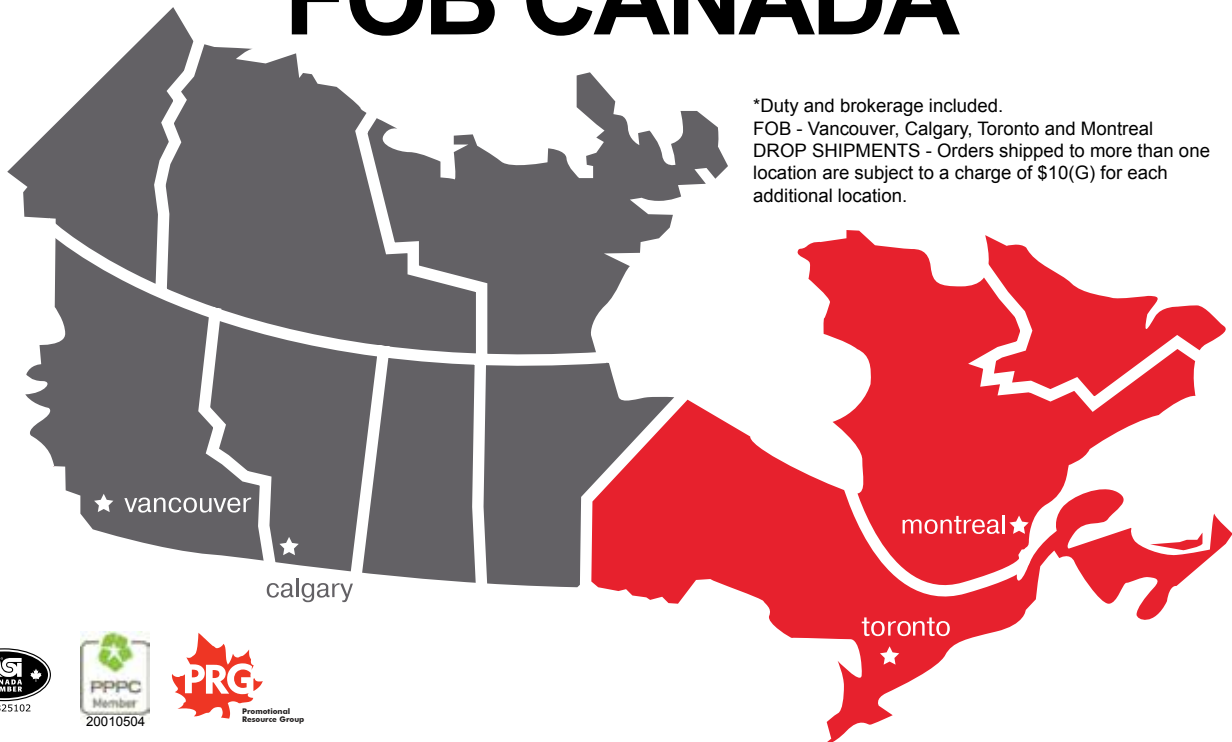 FOB CANADA
*Duty and brokerage included.
FOB - Vancouver, Calgary, Toronto and Montreal
DROP SHIPMENTS - Orders shipped to more than one
location are subject to a charge of $10(G) for each
additional location.
vancouver
calgary
montreal
toronto
PPPC
Member
20010504
PRG
Promotional
Resource Group